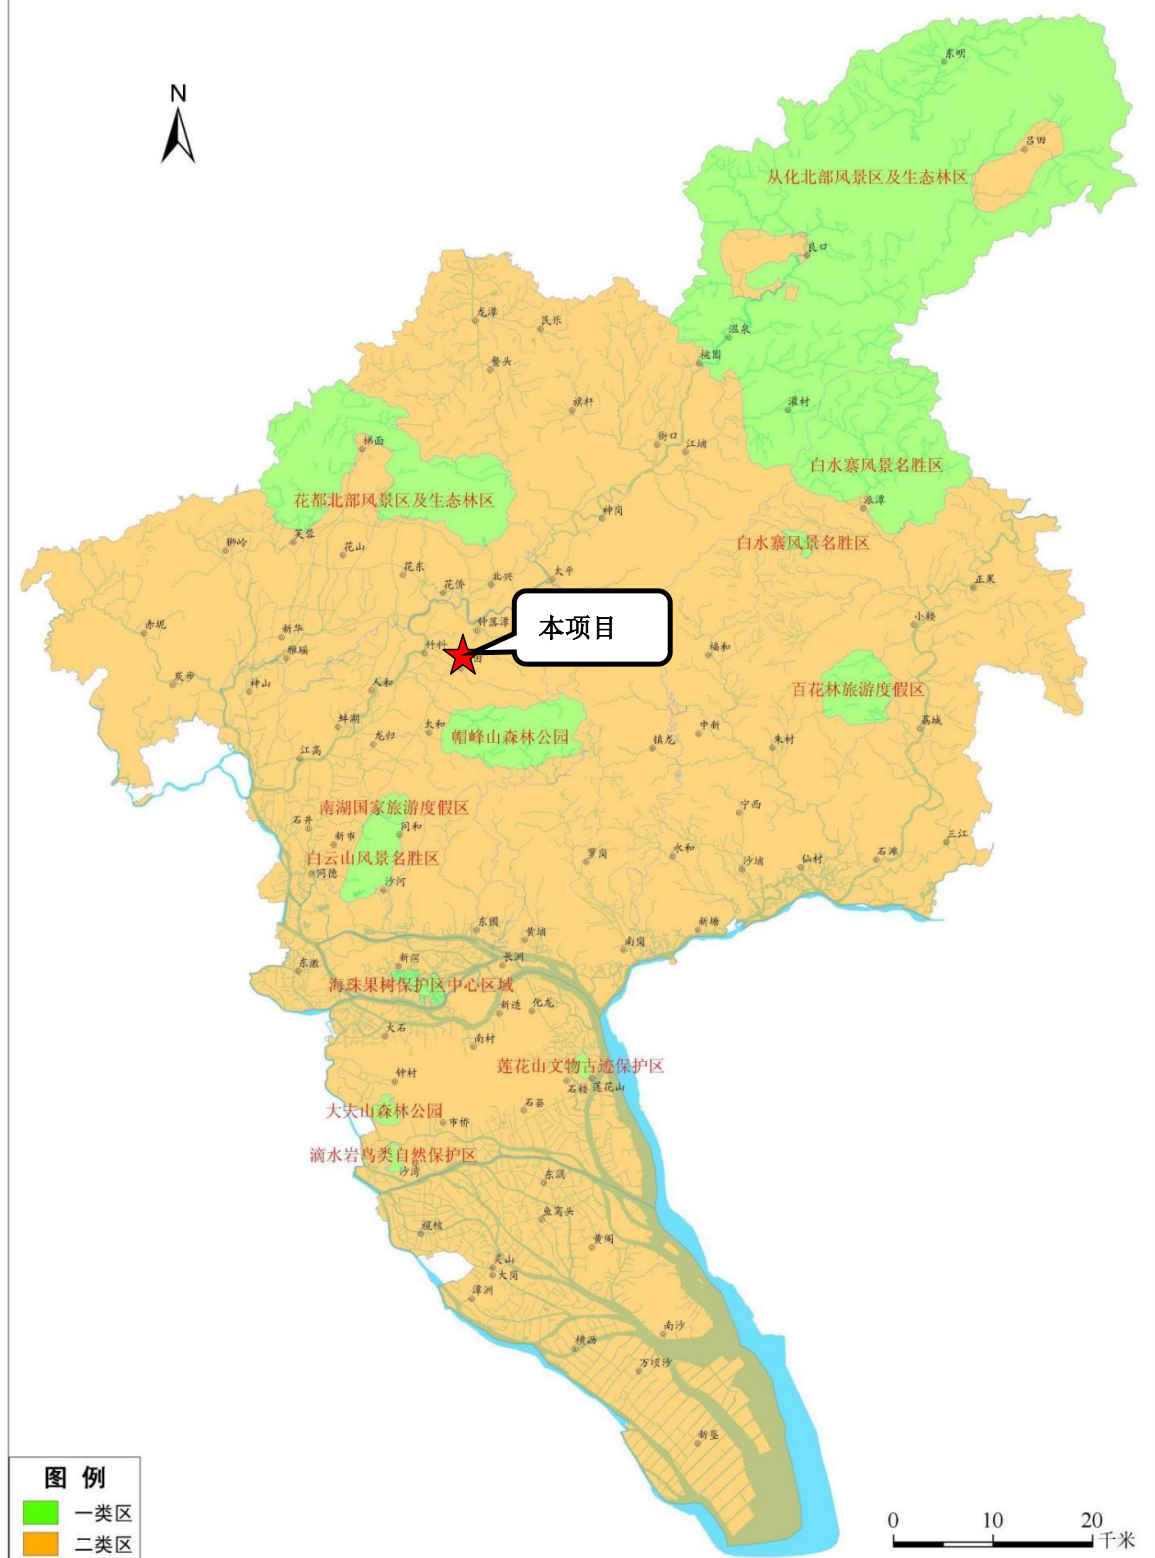 N
东明
吕田
从化北部风景区及生态林区
良口
龙潭
民乐
温泉
桃园
鳌头
灌村
旗杆
街口
江埔
梯面
白水寨风景名胜区
花都北部风景区及生态林区
派潭
神岗
芙蓉
狮岭
花山
白水寨风景名胜区
花东
花侨
北兴
太平
正果
小楼
赤坭
新华
雅瑶
竹料
钟落潭
本项目
福和
炭步
神山
人和
百花林旅游度假区
蚌湖
太和
龙归
帽峰山森林公园
镇龙
中新
朱村
荔城
江高
南湖国家旅游度假区
宁西
石井
新市
同和
三江
白云山风景名胜区
同德
沙河
萝岗
永和
沙埔
仙村
石滩
东圃
黄埔
南岗
新塘
东漖
新滘
长洲
海珠果树保护区中心区域
新造
化龙
大石
南村
莲花山文物古迹保护区
钟村
石楼
莲花山
石碁
大夫山森林公园
市桥
滴水岩鸟类自然保护区
沙湾
东涌
鱼窝头
榄核
黄阁
灵山
大岗
潭洲
南沙
横沥
万顷沙
新垦
图 例
一类区
二类区
0 10 20
千米